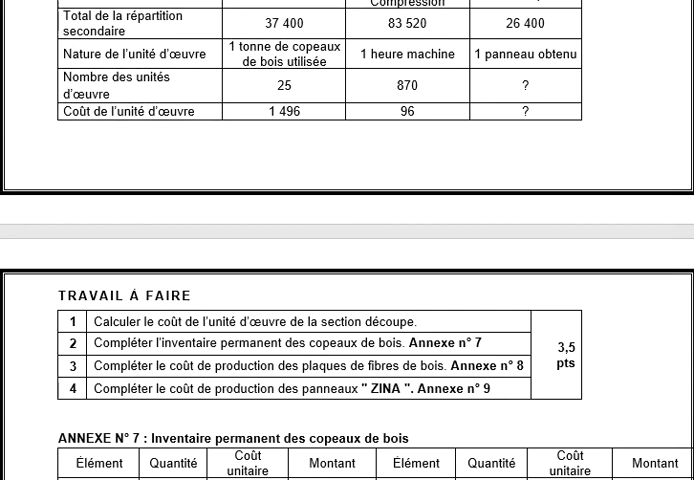 Compression
Total de la répartition
secondaire
37 400
83 520
26 400
Nature de l'unité d'œuvre
1 tonne de copeaux
de bois utilisée
1 heure machine
1 panneau obtenu
Nombre des unités
d'œuvre
25
870
?
Coût de l'unité d'œuvre
1 496
96
?
TRAVAIL À FAIRE
1 Calculer le coût de l'unité d'œuvre de la section découpe.
2 Compléter l'inventaire permanent des copeaux de bois. Annexe n° 7
3 Compléter le coût de production des plaques de fibres de bois. Annexe n° 8
4 Compléter le coût de production des panneaux " ZINA ". Annexe n° 9
3,5
pts
ANNEXE N° 7 : Inventaire permanent des copeaux de bois
Élément
Quantité
Coût
unitaire
Montant
Élément
Quantité
Coût
unitaire
Montant